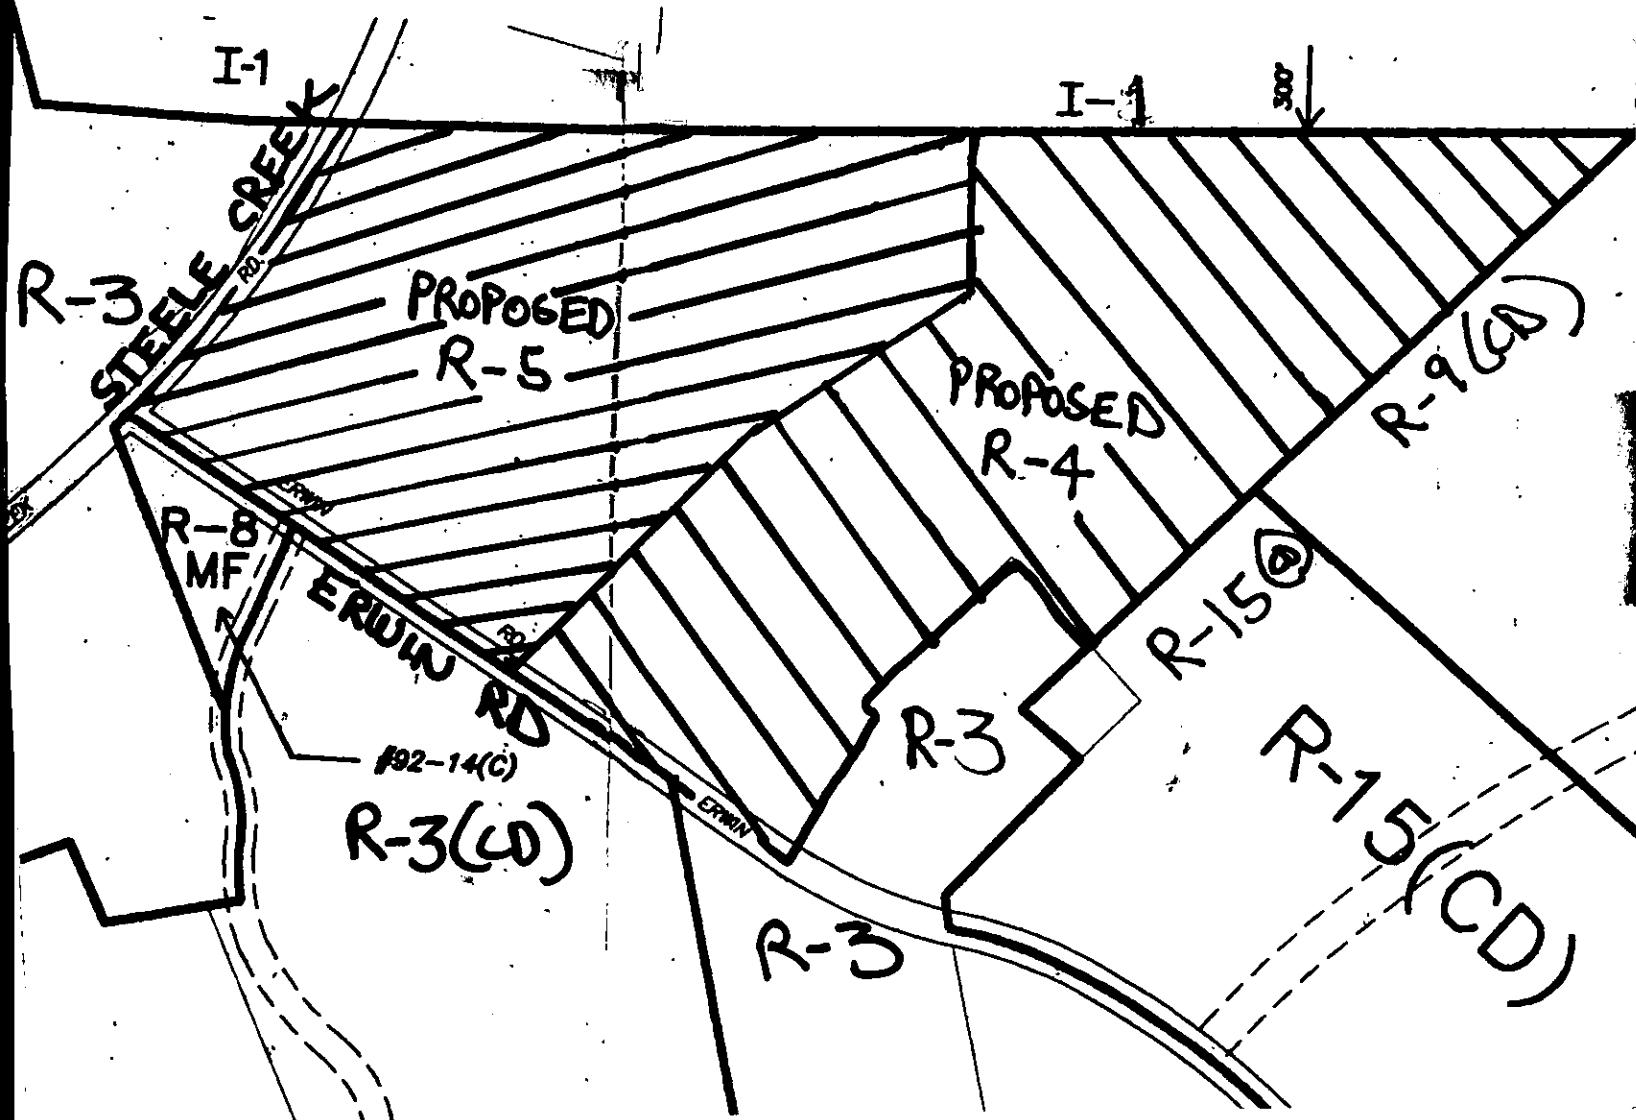 I-1
I-1
300'
STEELE CREEK
RD.
R-3
PROPOSED
R-5
PROPOSED
R-4
R-9(CD)
ERWIN
R-8
MF
ERWIN RD
RD.
R-15
R-3
R-15(CD)
#92-14(C)
ERWIN
R-3(CD)
R-3